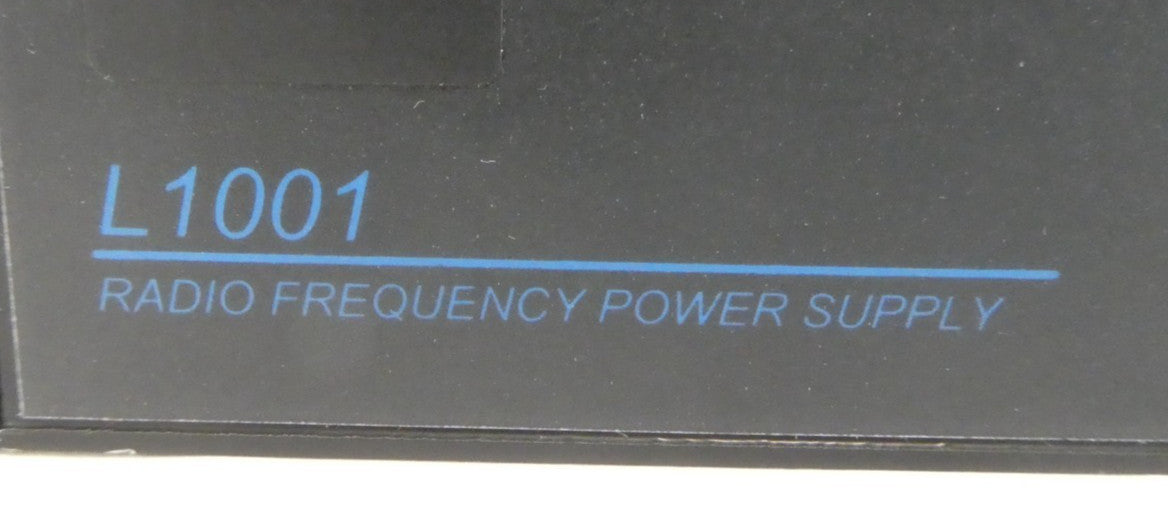 L1001
RADIO FREQUENCY POWER SUPPLY